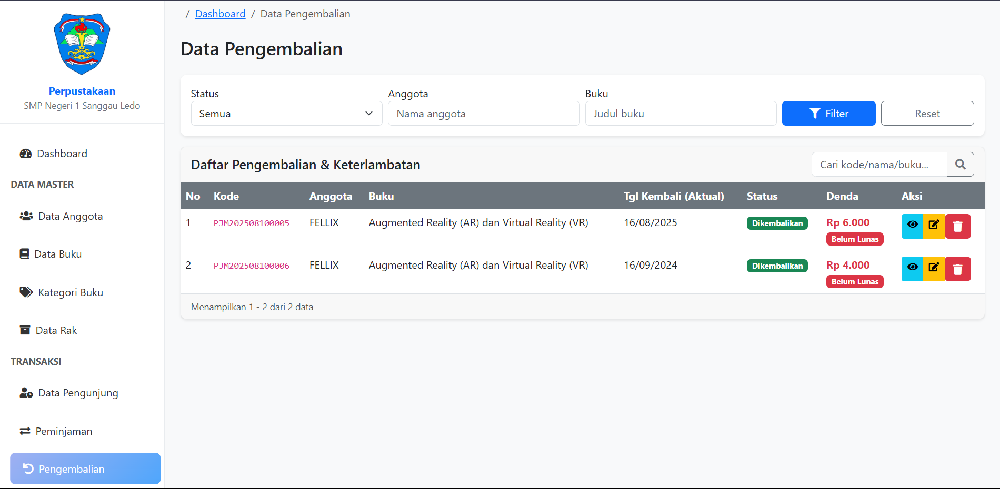 / Dashboard / Data Pengembalian
Perpustakaan
SMP Negeri 1 Sanggau Ledo
Dashboard
DATA MASTER
Data Anggota
Data Buku
Kategori Buku
Data Rak
TRANSAKSI
Data Pengunjung
Peminjaman
Pengembalian
Data Pengembalian
Status Anggota Buku
Semua Nama anggota Judul buku Filter Reset
Daftar Pengembalian & Keterlambatan Cari kode/nama/buku...
No Kode Anggota Buku Tgl Kembali (Aktual) Status Denda Aksi
1 PJM202508100005 FELLIX Augmented Reality (AR) dan Virtual Reality (VR) 16/08/2025 Dikembalikan Rp 6.000
Belum Lunas
2 PJM202508100006 FELLIX Augmented Reality (AR) dan Virtual Reality (VR) 16/09/2024 Dikembalikan Rp 4.000
Belum Lunas
Menampilkan 1 - 2 dari 2 data